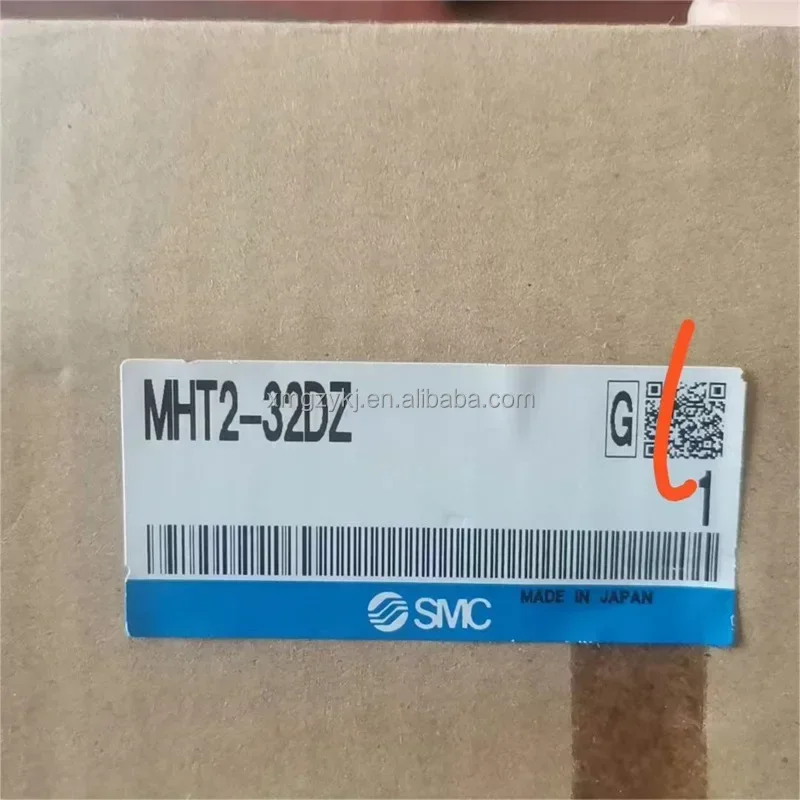 MHT2-32DZ
G
xmgzykj.en.alibaba.com
1
SMC
MADE IN JAPAN